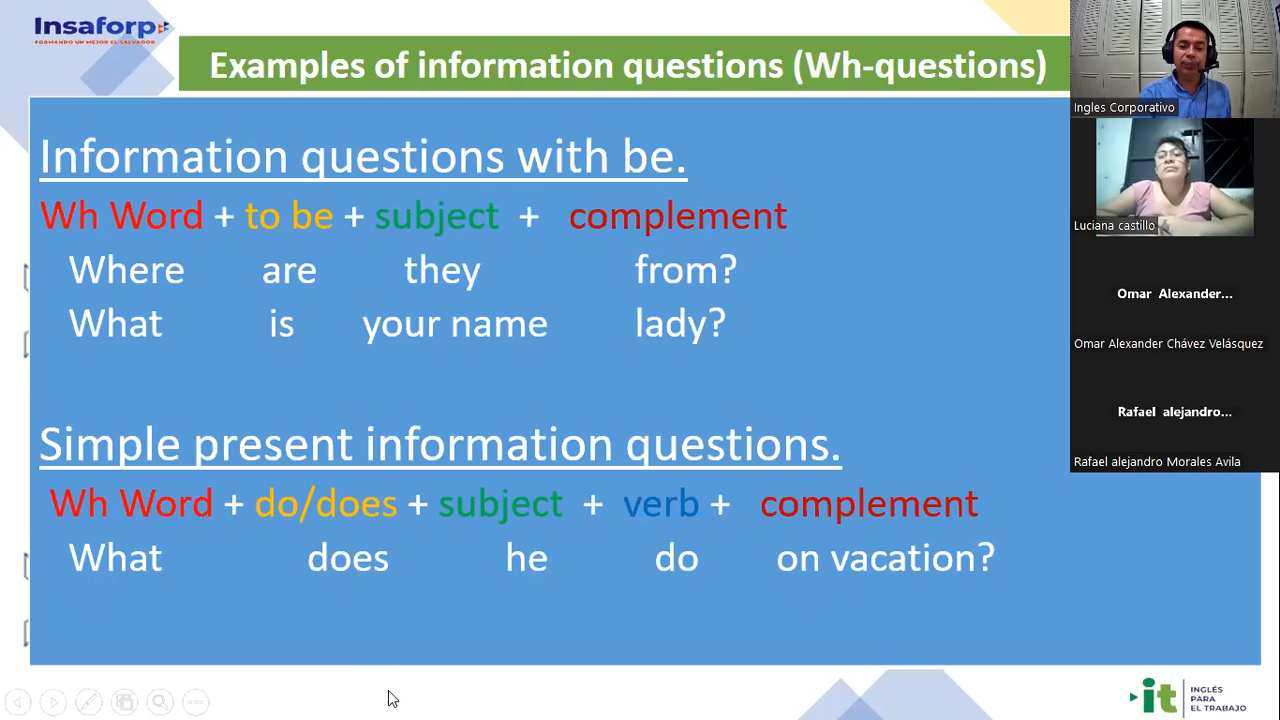 Insaforp
FORMANDO UN MEJOR EL SALVADOR
Examples of information questions (Wh-questions)
Information questions with be.
Wh Word + to be + subject + complement
Where are they from?
What is your name lady?
Simple present information questions.
Wh Word + do/does + subject + verb + complement
What does he do on vacation?
Ingles Corporativo
Luciana castillo
Omar Alexander...
Omar Alexander Chávez Velásquez
Rafael alejandro...
Rafael alejandro Morales Avila
it
INGLÉS
PARA
EL TRABAJO